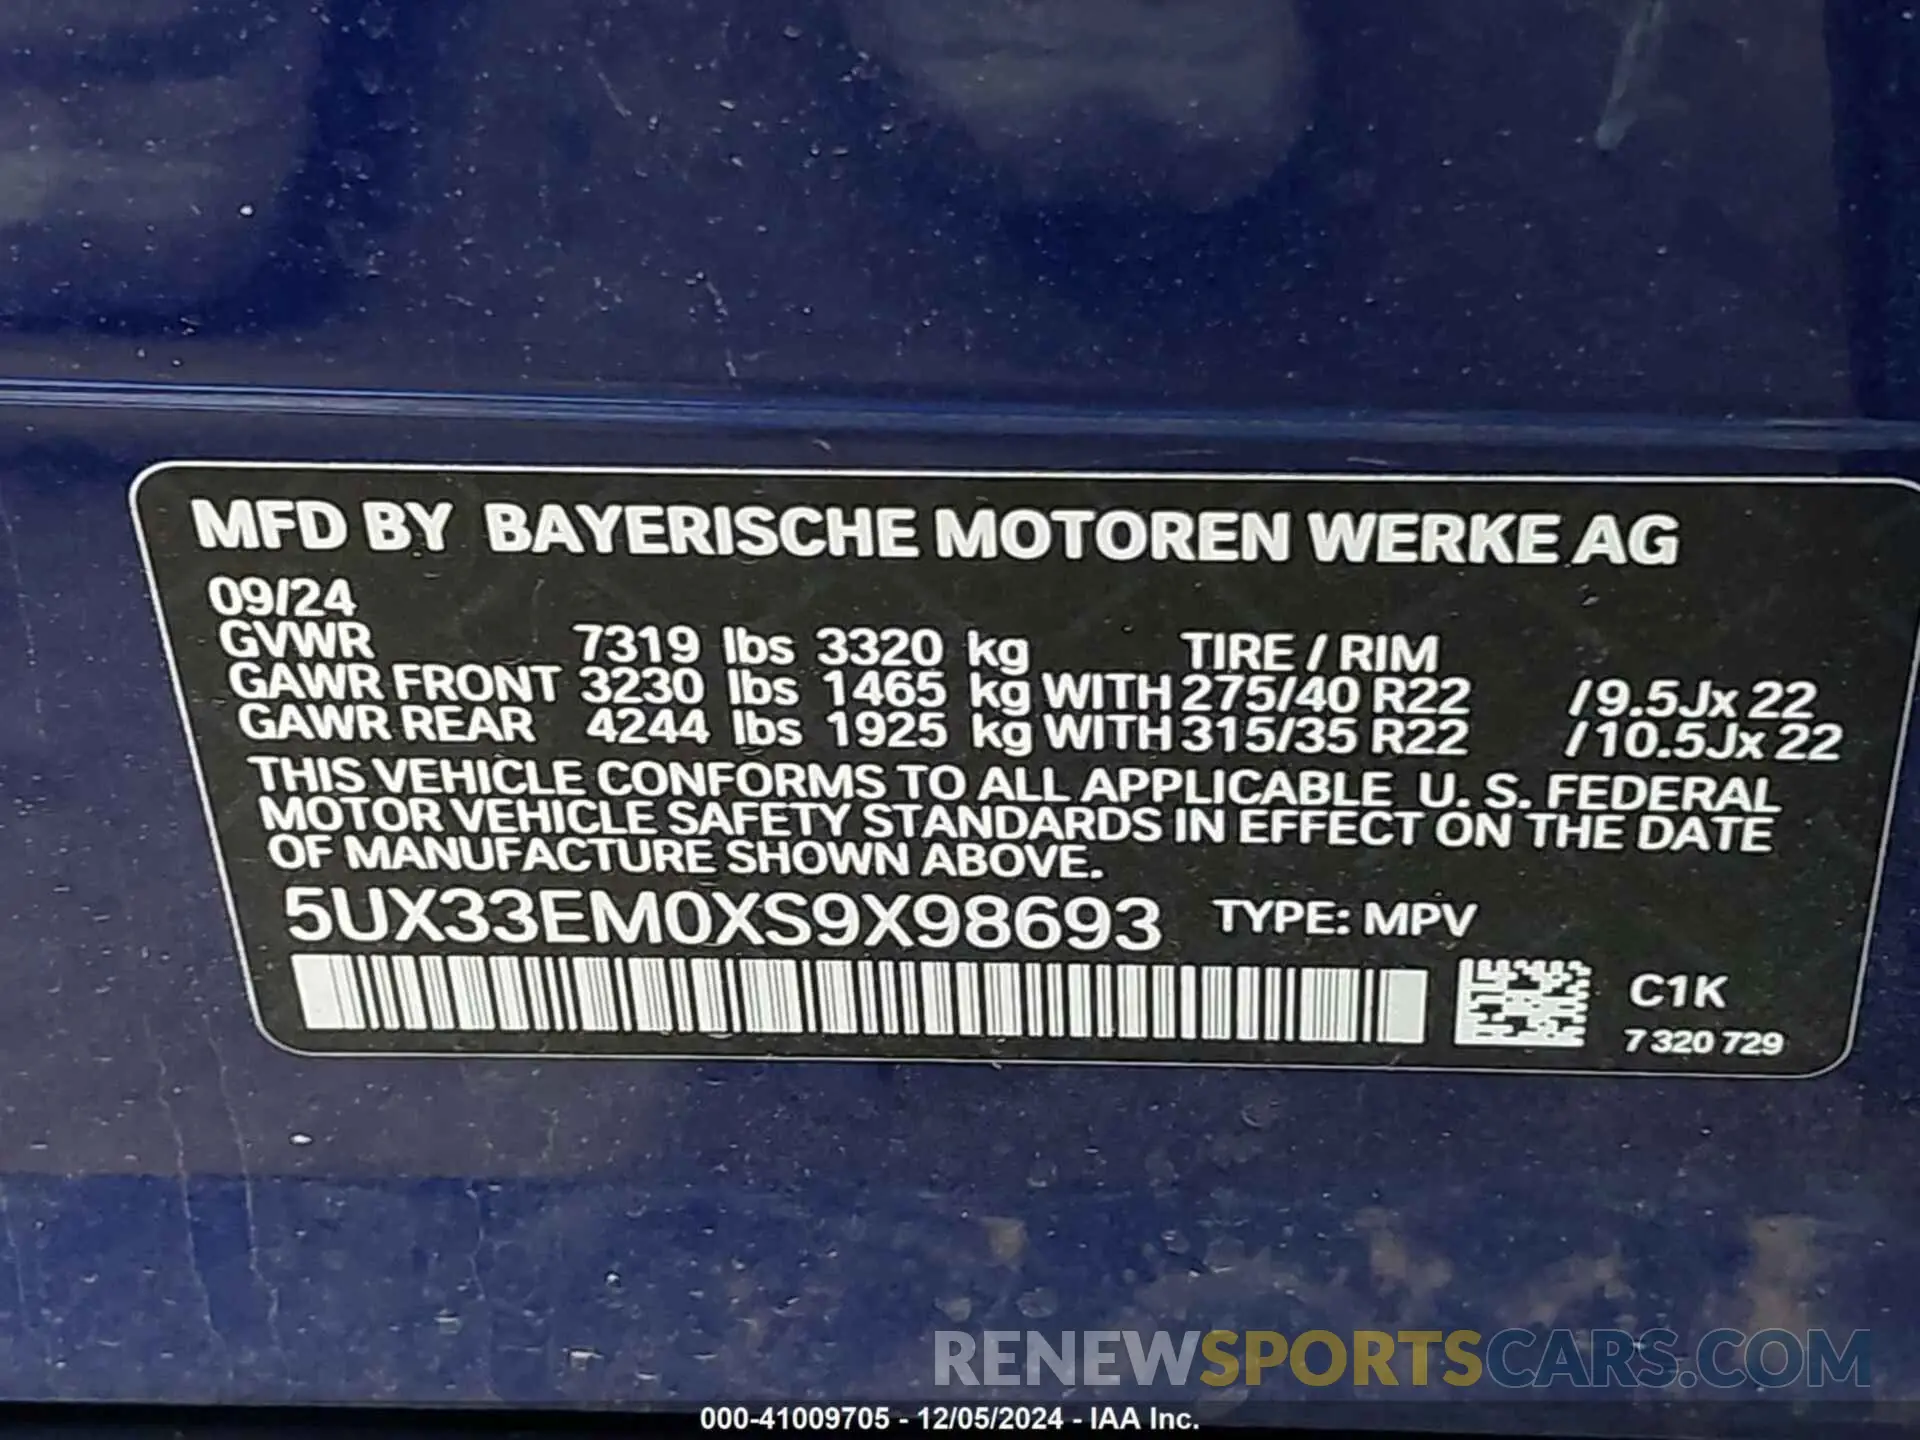 MFD BY BAYERISCHE MOTOREN WERKE AG
09/24
GVWR 7319 lbs 3320 kg TIRE / RIM
GAWR FRONT 3230 lbs 1465 kg WITH 275/40 R22 /9.5Jx 22
GAWR REAR 4244 lbs 1925 kg WITH 315/35 R22 /10.5Jx 22
THIS VEHICLE CONFORMS TO ALL APPLICABLE U. S. FEDERAL
MOTOR VEHICLE SAFETY STANDARDS IN EFFECT ON THE DATE
OF MANUFACTURE SHOWN ABOVE.
5UX33EM0XS9X98693 TYPE: MPV
C1K
7 320 729
RENEWSPORTSCARS.COM
000-41009705 - 12/05/2024 - IAA Inc.